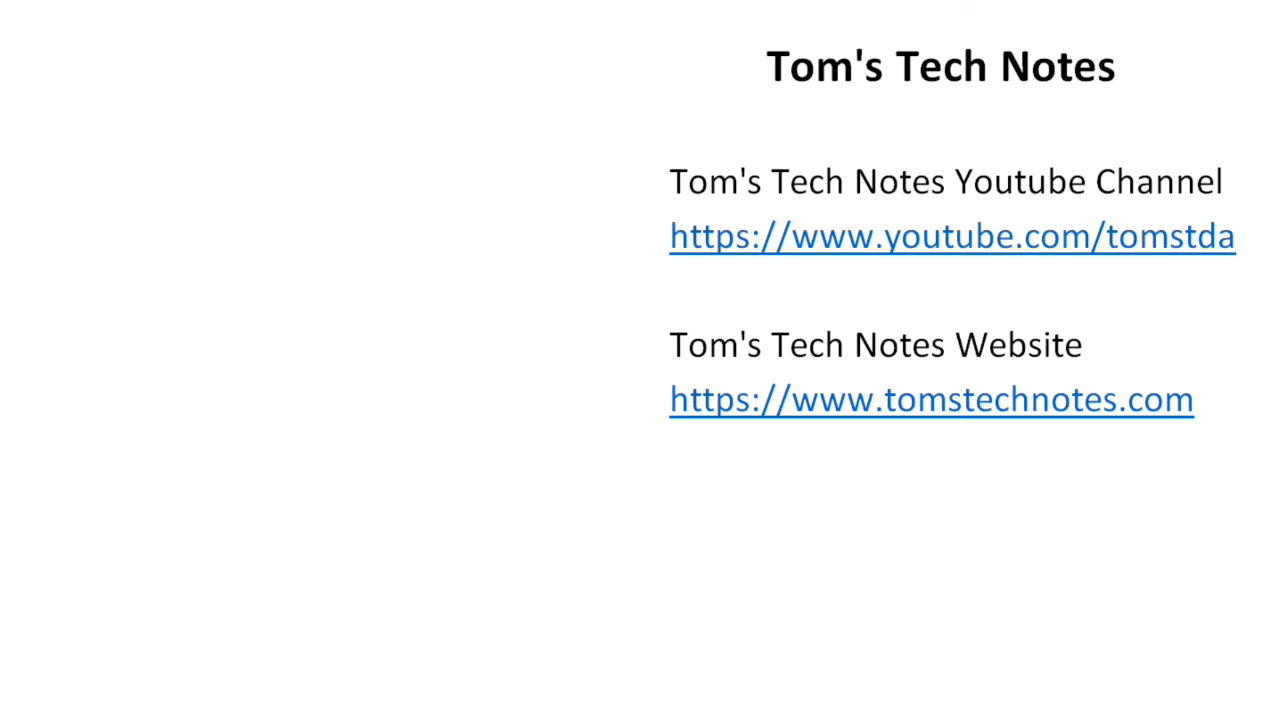 Tom's Tech Notes
Tom's Tech Notes Youtube Channel
https://www.youtube.com/tomstda
Tom's Tech Notes Website
https://www.tomstechnotes.com